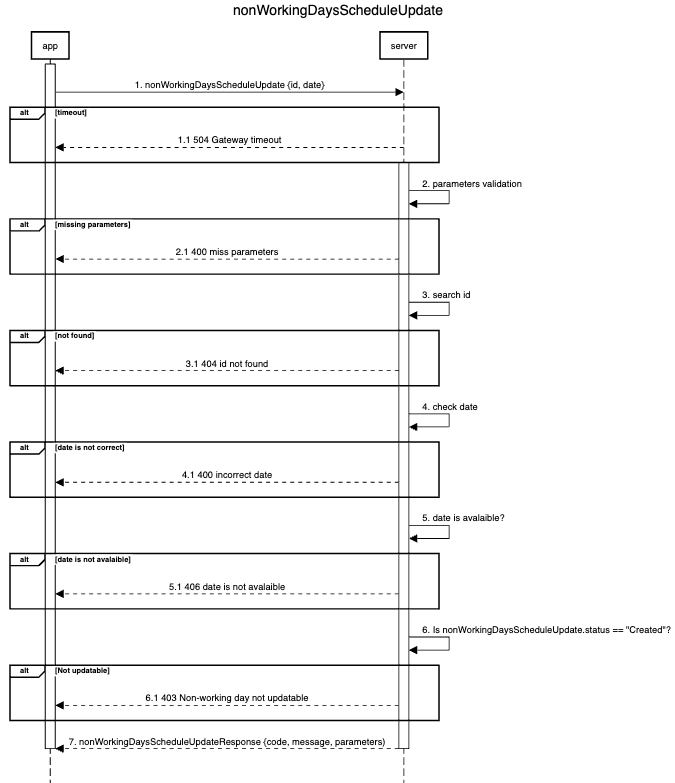 nonWorkingDaysScheduleUpdate
app
server
1. nonWorkingDaysScheduleUpdate {id, date}
alt
[timeout]
1.1 504 Gateway timeout
2. parameters validation
alt
[missing parameters]
2.1 400 miss parameters
3. search id
alt
[not found]
3.1 404 id not found
4. check date
alt
[date is not correct]
4.1 400 incorrect date
5. date is avalaible?
alt
[date is not avalaible]
5.1 406 date is not avalaible
6. Is nonWorkingDaysScheduleUpdate.status == "Created"?
alt
[Not updatable]
6.1 403 Non-working day not updatable
7. nonWorkingDaysScheduleUpdateResponse {code, message, parameters)